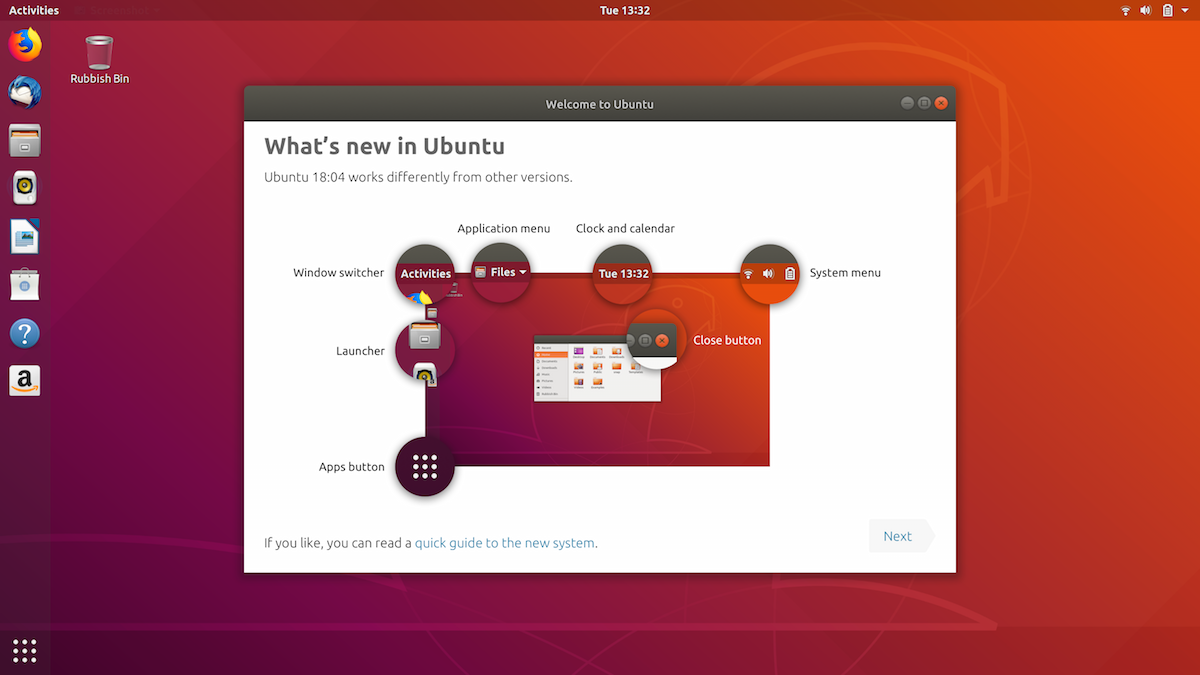 Activities
Tue 13:32
Rubbish Bin
Welcome to Ubuntu
What’s new in Ubuntu
Ubuntu 18:04 works differently from other versions.
Application menu
Clock and calendar
Window switcher
Activities
Files
Tue 13:32
System menu
Launcher
Close button
Apps button
If you like, you can read a quick guide to the new system.
Next